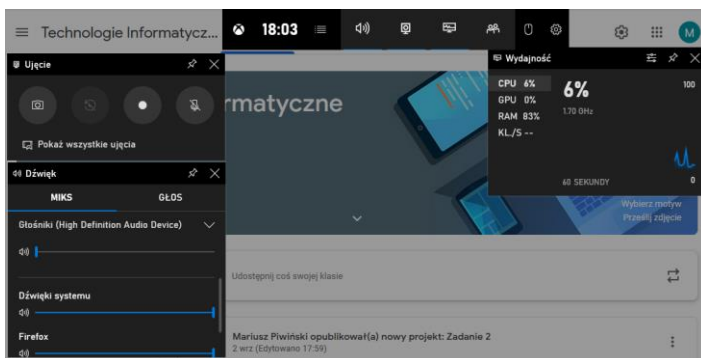 Technologie Informatycz...
18:03
M
Ujęcie
Pokaż wszystkie ujęcia
Dźwięk
MIKS
GŁOS
Głośniki (High Definition Audio Device)
Dźwięki systemu
Firefox
rmatyczne
Wydajność
CPU 6%
GPU 0%
RAM 83%
KL./S --
6%
1.70 GHz
100
60 SEKUNDY
0
Wybierz motyw
Prześlij zdjęcie
Udostępnij coś swojej klasie
Mariusz Piwiński opublikował(a) nowy projekt: Zadanie 2
2 wrz (Edytowano 17:59)